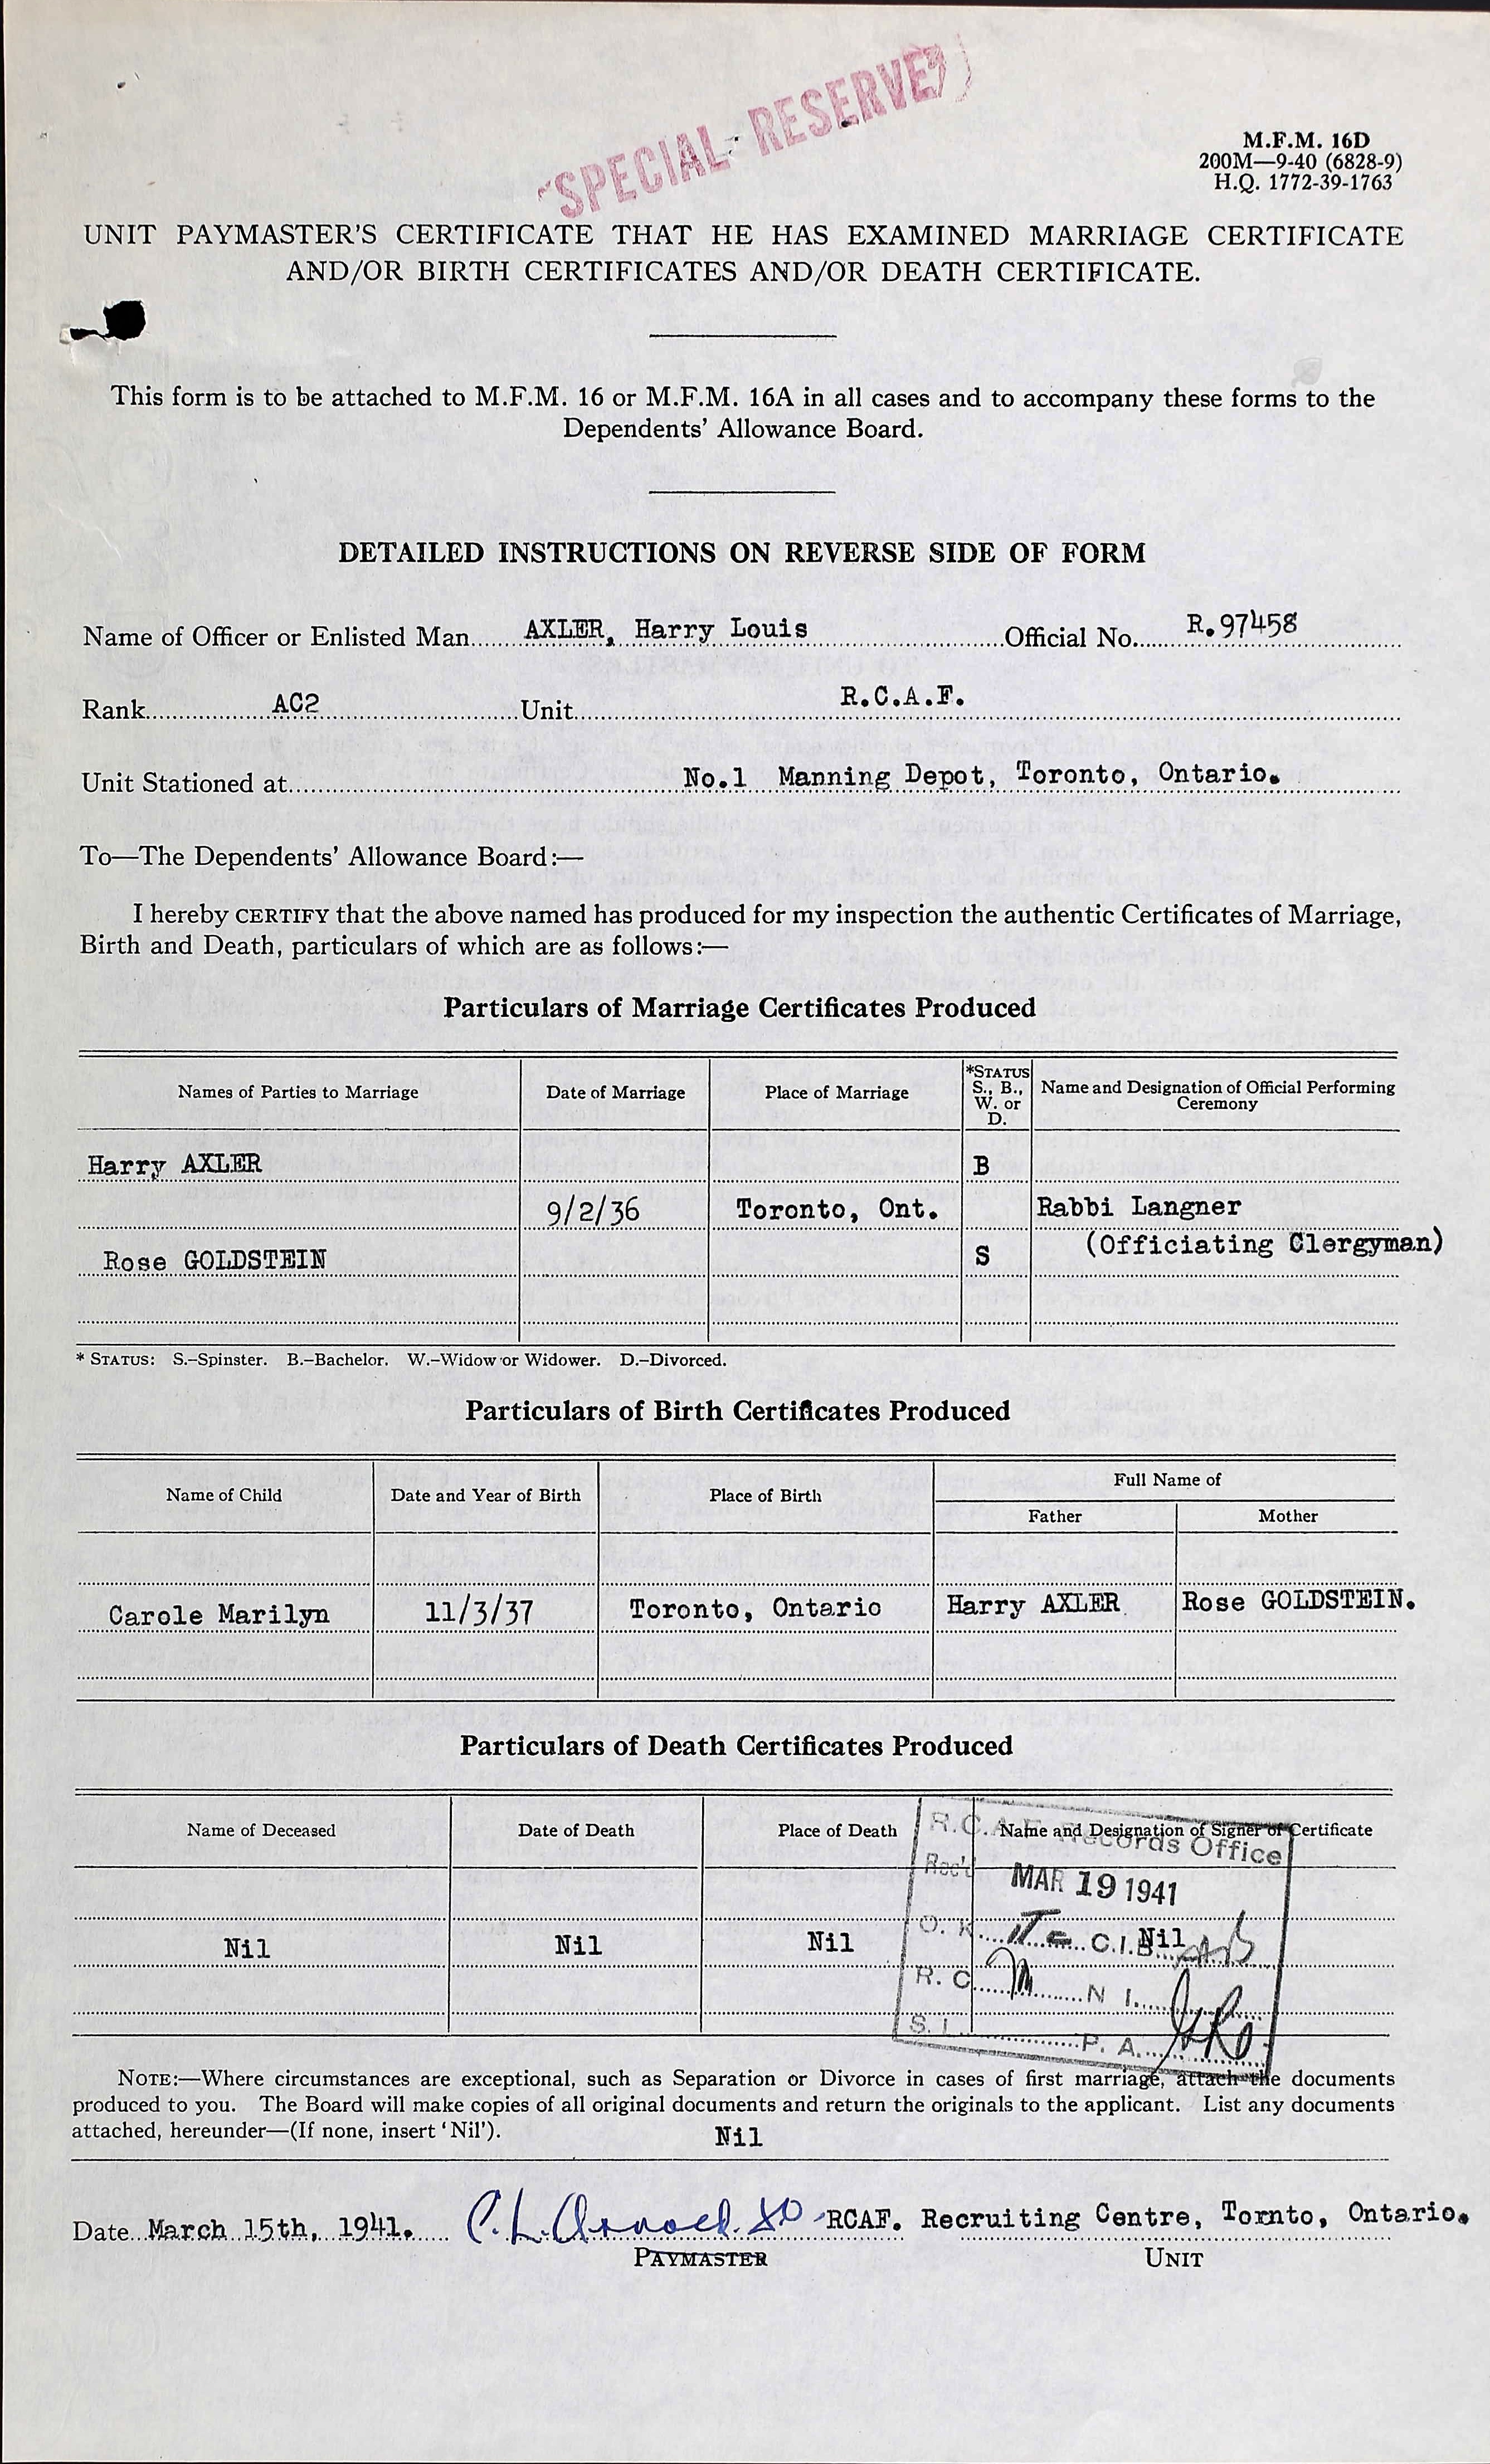 SPECIAL RESERVE
M.F.M. 16D
200M—9-40 (6828-9)
H.Q. 1772-39-1763
UNIT PAYMASTER'S CERTIFICATE THAT HE HAS EXAMINED MARRIAGE CERTIFICATE
AND/OR BIRTH CERTIFICATES AND/OR DEATH CERTIFICATE.
This form is to be attached to M.F.M. 16 or M.F.M. 16A in all cases and to accompany these forms to the
Dependents' Allowance Board.
DETAILED INSTRUCTIONS ON REVERSE SIDE OF FORM
Name of Officer or Enlisted Man AXLER, Harry Louis Official No. R.97458
Rank AC2 Unit R.C.A.F.
Unit Stationed at No.1 Manning Depot, Toronto, Ontario.
To—The Dependents' Allowance Board:—
I hereby CERTIFY that the above named has produced for my inspection the authentic Certificates of Marriage,
Birth and Death, particulars of which are as follows:—
Particulars of Marriage Certificates Produced
Names of Parties to Marriage Date of Marriage Place of Marriage *STATUS S., B., W. or D. Name and Designation of Official Performing Ceremony
Harry AXLER B
9/2/36 Toronto, Ont. Rabbi Langner
(Officiating Clergyman)
Rose GOLDSTEIN S
* STATUS: S.–Spinster. B.–Bachelor. W.–Widow or Widower. D.–Divorced.
Particulars of Birth Certificates Produced
Name of Child Date and Year of Birth Place of Birth Full Name of
Father Mother
Carole Marilyn 11/3/37 Toronto, Ontario Harry AXLER Rose GOLDSTEIN.
Particulars of Death Certificates Produced
Name of Deceased Date of Death Place of Death Name and Designation of Signer of Certificate
R.C.A.F. Records Office
Rec'd MAR 19 1941
Nil Nil Nil Nil
O. K. C.I.B.
R. C. N I.
S. I. P. A.
NOTE:—Where circumstances are exceptional, such as Separation or Divorce in cases of first marriage, attach the documents
produced to you. The Board will make copies of all original documents and return the originals to the applicant. List any documents
attached, hereunder—(If none, insert 'Nil'). Nil
Date March 15th, 1941. RCAF. Recruiting Centre, Tornto, Ontario.
PAYMASTER UNIT